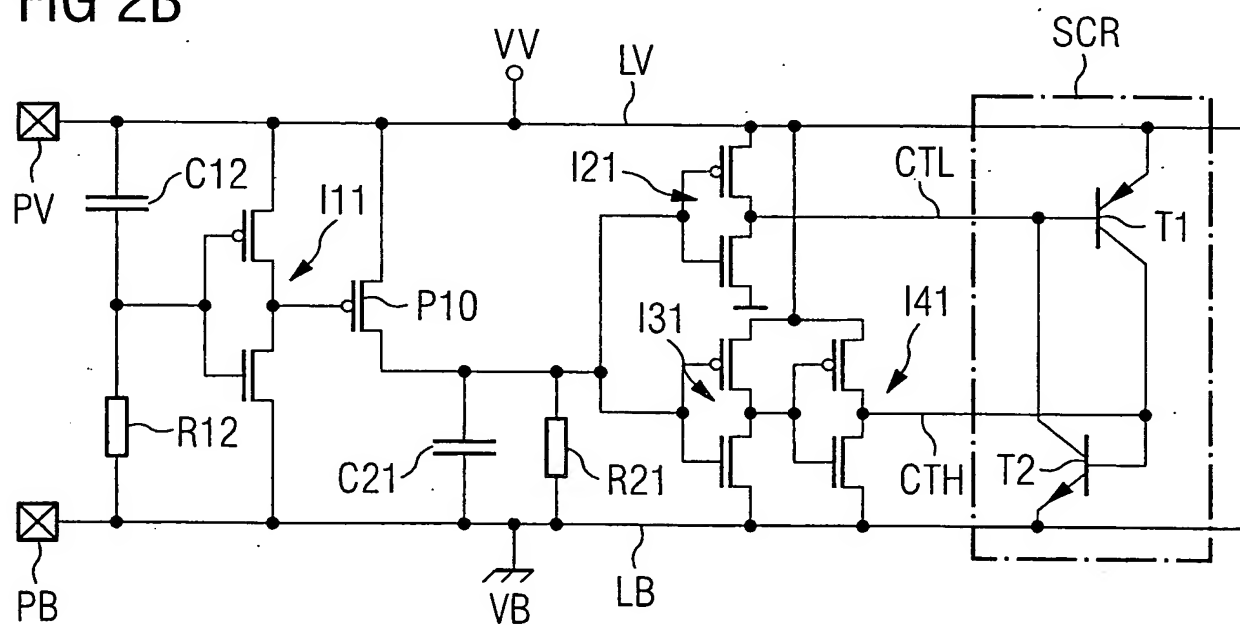 FIG 2B
SCR
VV
LV
PV
C12
I11
I21
CTL
T1
P10
I31
I41
R12
C21
R21
CTH
T2
PB
VB
LB